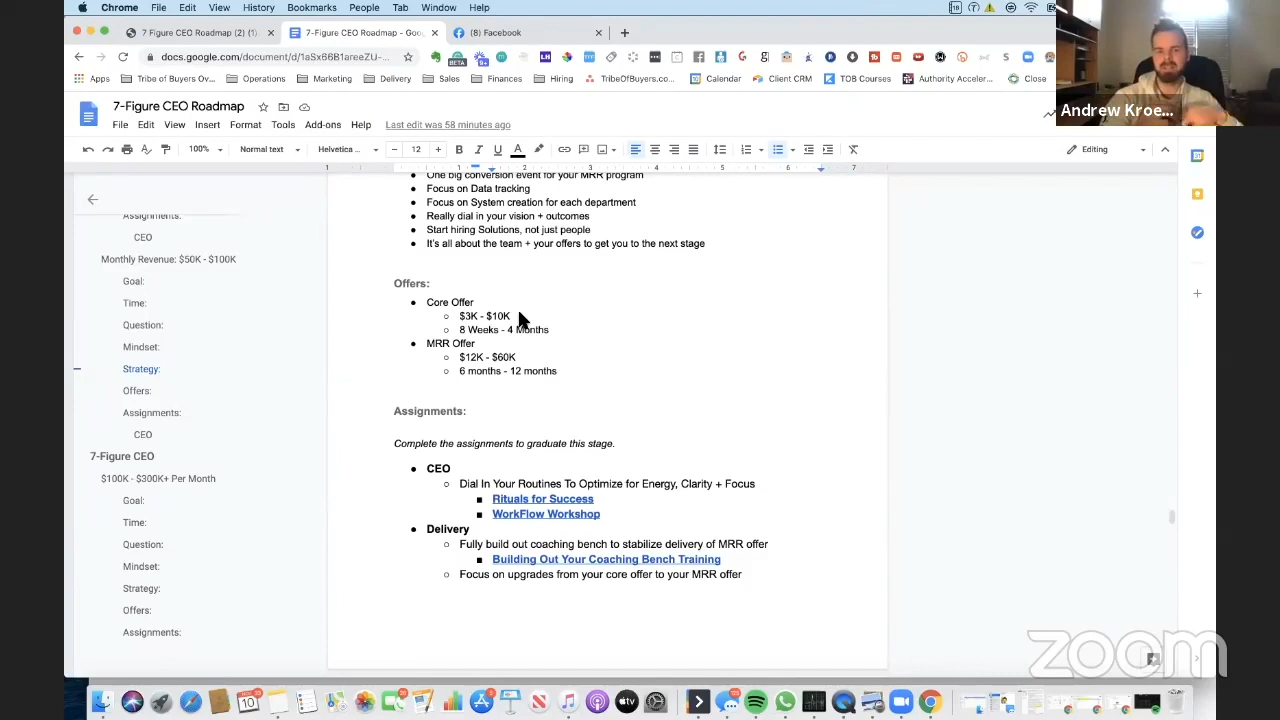 Chrome File Edit View History Bookmarks People Tab Window Help
7 Figure CEO Roadmap (2) (1)
7-Figure CEO Roadmap - Goo
(8) Facebook
docs.google.com/document/d/1aSx66B1areeZU-...
BETA
Apps Tribe of Buyers Ov... Operations Marketing Delivery Sales Finances Hiring TribeOfBuyers.co... Calendar Client CRM TOB Courses Authority Acceler... Close
Andrew Kroe...
7-Figure CEO Roadmap
File Edit View Insert Format Tools Add-ons Help Last edit was 58 minutes ago
100% Normal text Helvetica ... 12 Editing
1 1 2 3 4 5 6 7
One big conversion event for your MRR program
Focus on Data tracking
Focus on System creation for each department
Really dial in your vision + outcomes
Start hiring Solutions, not just people
It's all about the team + your offers to get you to the next stage
Offers:
Core Offer
$3K - $10K
8 Weeks - 4 Months
MRR Offer
$12K - $60K
6 months - 12 months
Assignments:
Complete the assignments to graduate this stage.
CEO
Dial In Your Routines To Optimize for Energy, Clarity + Focus
Rituals for Success
WorkFlow Workshop
Delivery
Fully build out coaching bench to stabilize delivery of MRR offer
Building Out Your Coaching Bench Training
Focus on upgrades from your core offer to your MRR offer
Assignments:
CEO
Monthly Revenue: $50K - $100K
Goal:
Time:
Question:
Mindset:
Strategy:
Offers:
Assignments:
CEO
7-Figure CEO
$100K - $300K+ Per Month
Goal:
Time:
Question:
Mindset:
Strategy:
Offers:
Assignments:
zoom